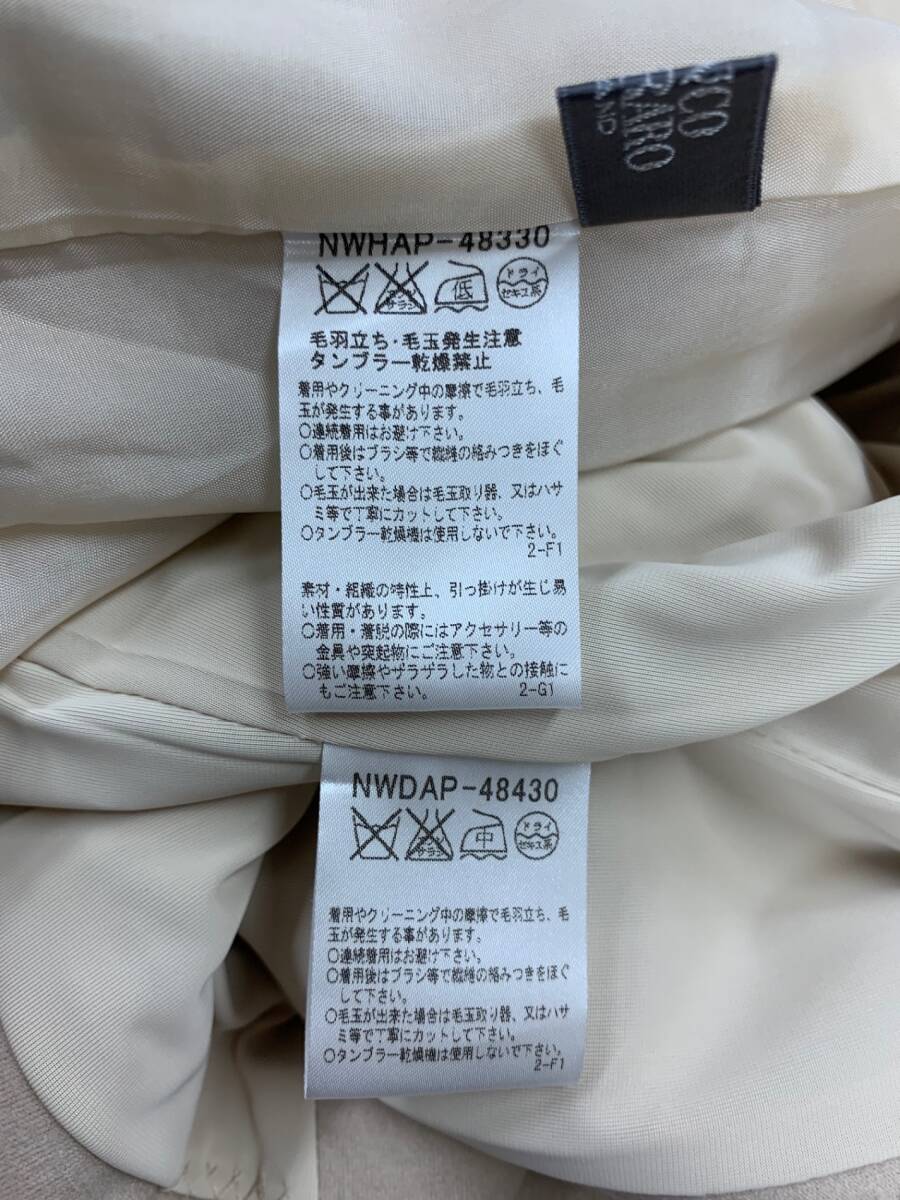 RCO
RARO
AND
NWHAP-48330
エンソ
サラシ
低
ドライ
セキユ系
毛羽立ち・毛玉発生注意
タンブラー乾燥禁止
着用やクリーニング中の摩擦で毛羽立ち、毛
玉が発生する事があります。
○連続着用はお避け下さい。
○着用後はブラシ等で繊維の絡みつきをほぐ
して下さい。
○毛玉が出来た場合は毛玉取り器、又はハサ
ミ等で丁寧にカットして下さい。
○タンブラー乾燥機は使用しないで下さい。
2-F1
素材・組織の特性上、引っ掛けが生じ易
い性質があります。
○着用・着脱の際にはアクセサリー等の
金具や突起物にご注意下さい。
○強い摩擦やザラザラした物との接触に
もご注意下さい。
2-G1
NWDAP-48430
エンソ
サラシ
中
ドライ
セキユ系
着用やクリーニング中の摩擦で毛羽立ち、毛
玉が発生する事があります。
○連続着用はお避け下さい。
○着用後はブラシ等で繊維の絡みつきをほぐ
して下さい。
○毛玉が出来た場合は毛玉取り器、又はハサ
ミ等で丁寧にカットして下さい。
○タンブラー乾燥機は使用しないで下さい。
2-F1